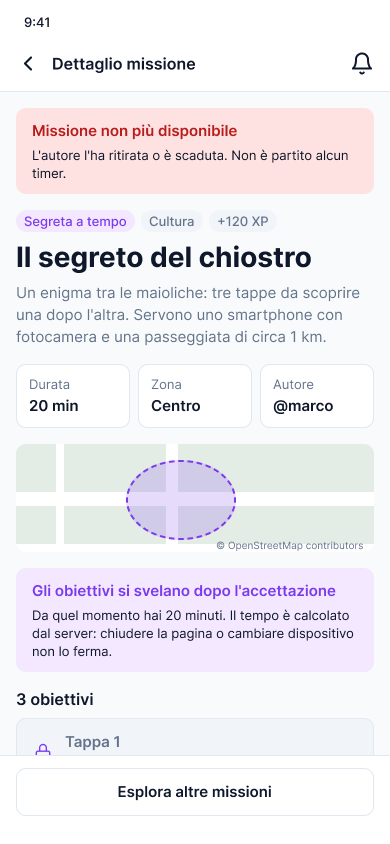 9:41
Dettaglio missione
Missione non più disponibile
L'autore l'ha ritirata o è scaduta. Non è partito alcun
timer.
Segreta a tempo
Cultura
+120 XP
Il segreto del chiostro
Un enigma tra le maioliche: tre tappe da scoprire
una dopo l'altra. Servono uno smartphone con
fotocamera e una passeggiata di circa 1 km.
Durata
20 min
Zona
Centro
Autore
@marco
© OpenStreetMap contributors
Gli obiettivi si svelano dopo l'accettazione
Da quel momento hai 20 minuti. Il tempo è calcolato
dal server: chiudere la pagina o cambiare dispositivo
non lo ferma.
3 obiettivi
Tappa 1
Esplora altre missioni